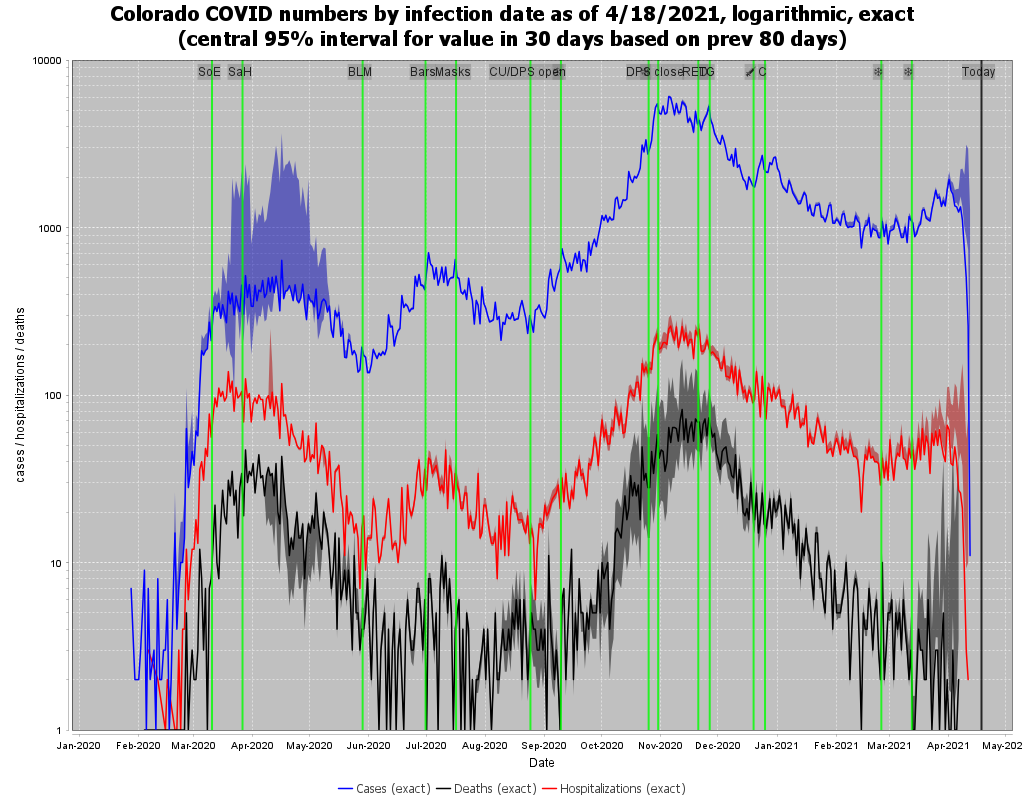 Colorado COVID numbers by infection date as of 4/18/2021, logarithmic, exact
(central 95% interval for value in 30 days based on prev 80 days)
SoE SaH BLM Bars Masks CU/DPS open DPS close RED C Today
10000
1000
100
10
1
cases / hospitalizations / deaths
Jan-2020 Feb-2020 Mar-2020 Apr-2020 May-2020 Jun-2020 Jul-2020 Aug-2020 Sep-2020 Oct-2020 Nov-2020 Dec-2020 Jan-2021 Feb-2021 Mar-2021 Apr-2021 May-202
Date
Cases (exact) Deaths (exact) Hospitalizations (exact)